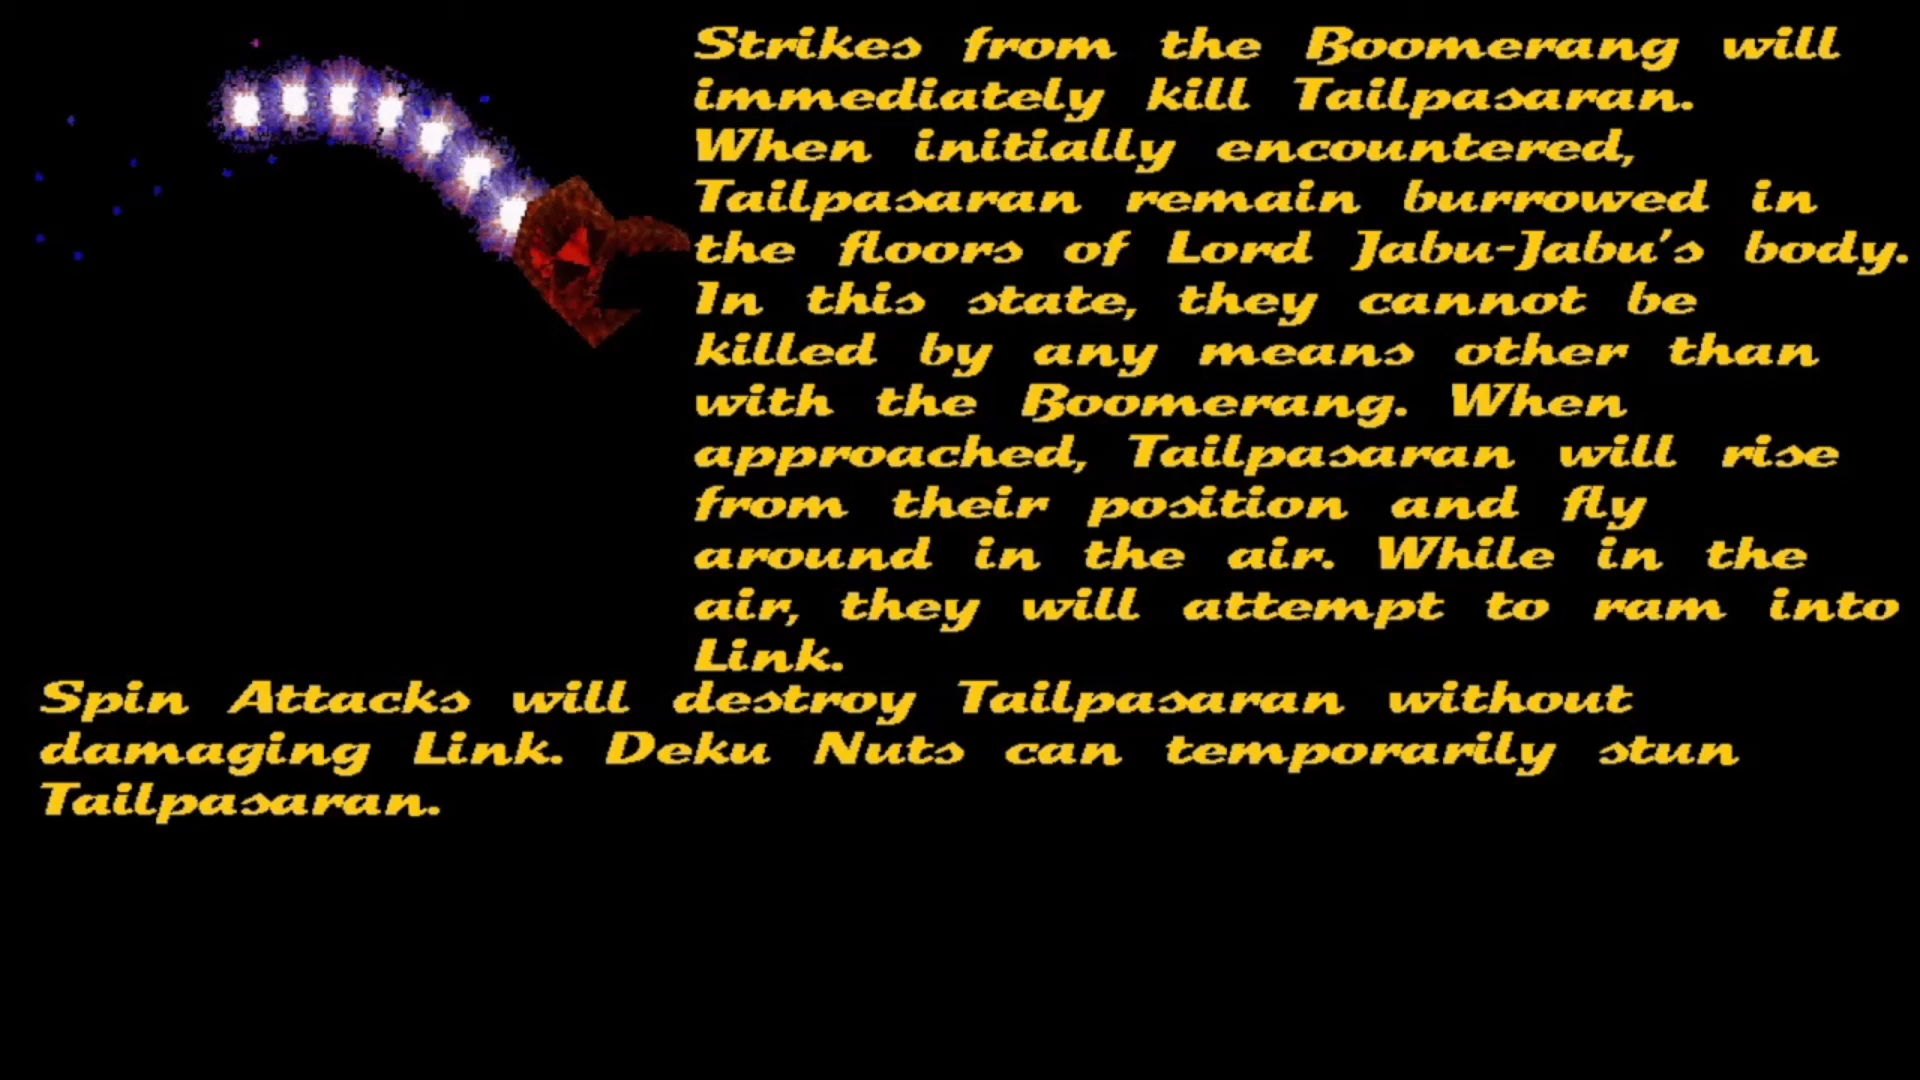 Strikes from the Boomerang will
immediately kill Tailpasaran.
When initially encountered,
Tailpasaran remain burrowed in
the floors of Lord Jabu-Jabu's body.
In this state, they cannot be
killed by any means other than
with the Boomerang. When
approached, Tailpasaran will rise
from their position and fly
around in the air. While in the
air, they will attempt to ram into
Link.
Spin Attacks will destroy Tailpasaran without
damaging Link. Deku Nuts can temporarily stun
Tailpasaran.